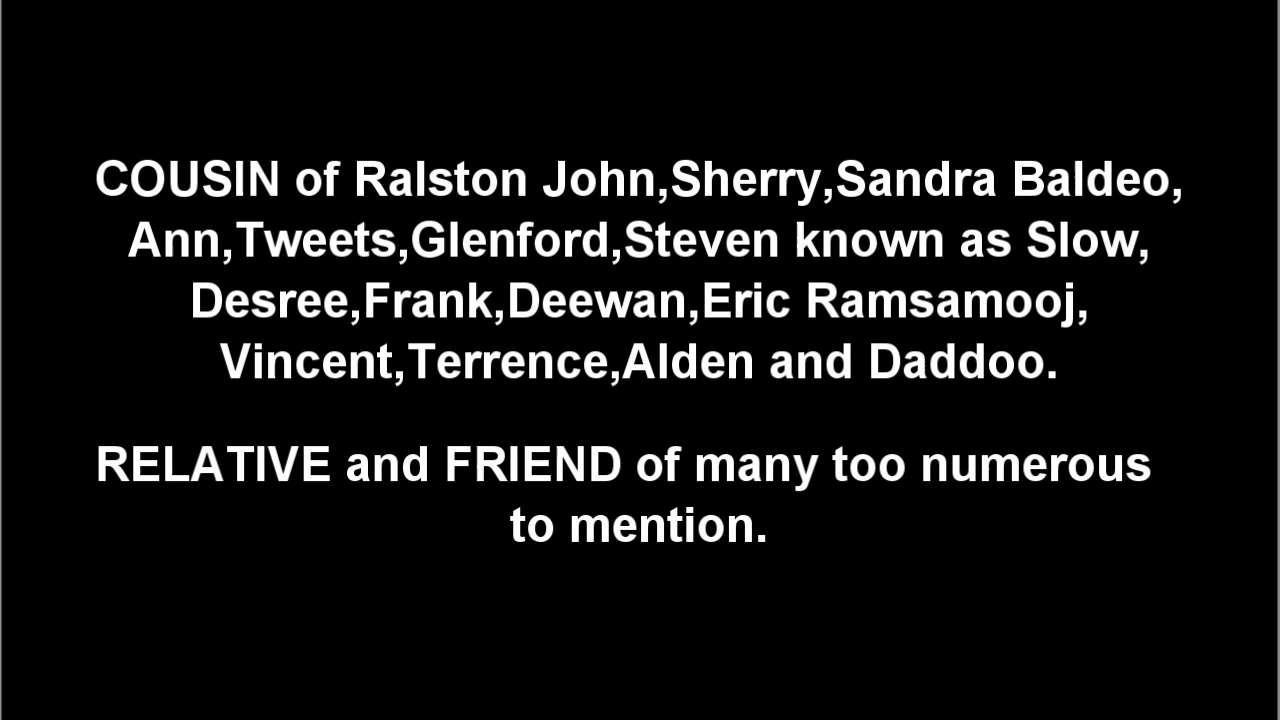 COUSIN of Ralston John,Sherry,Sandra Baldeo,
Ann,Tweets,Glenford,Steven known as Slow,
Desree,Frank,Deewan,Eric Ramsamooj,
Vincent,Terrence,Alden and Daddoo.
RELATIVE and FRIEND of many too numerous
to mention.